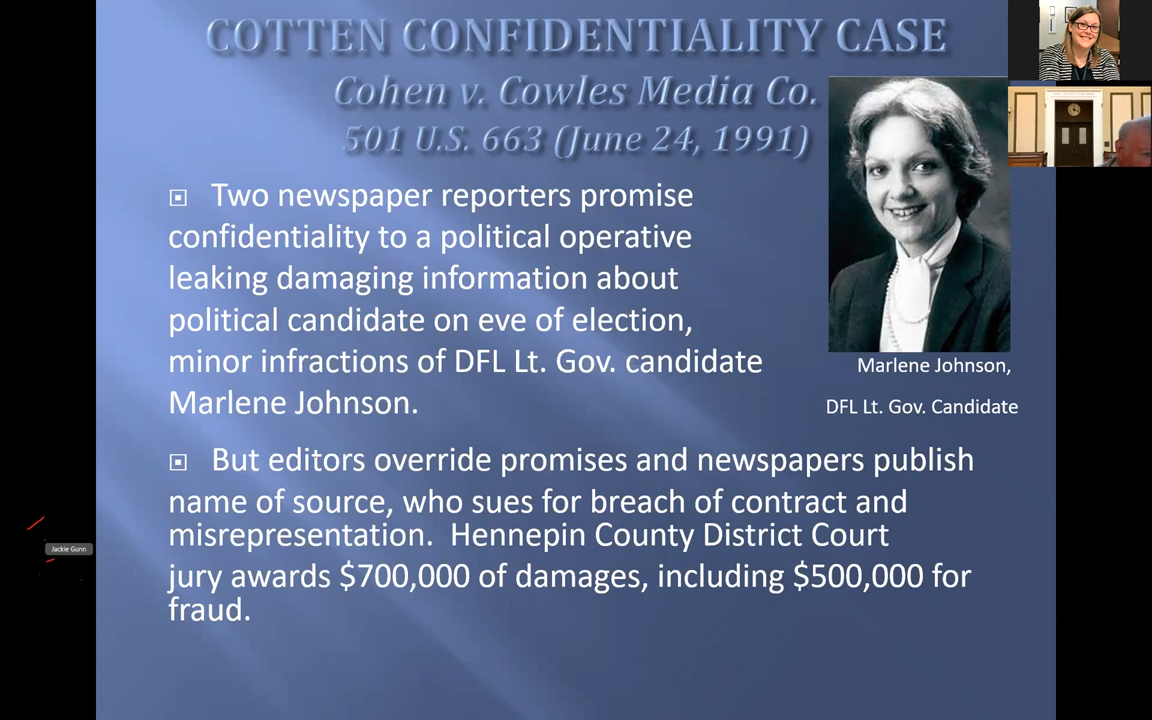 COTTEN CONFIDENTIALITY CASE
Cohen v. Cowles Media Co.
501 U.S. 663 (June 24, 1991)
▣ Two newspaper reporters promise
confidentiality to a political operative
leaking damaging information about
political candidate on eve of election,
minor infractions of DFL Lt. Gov. candidate
Marlene Johnson.
Marlene Johnson,
DFL Lt. Gov. Candidate
▣ But editors override promises and newspapers publish
name of source, who sues for breach of contract and
misrepresentation. Hennepin County District Court
jury awards $700,000 of damages, including $500,000 for
fraud.
Jackie Gunn